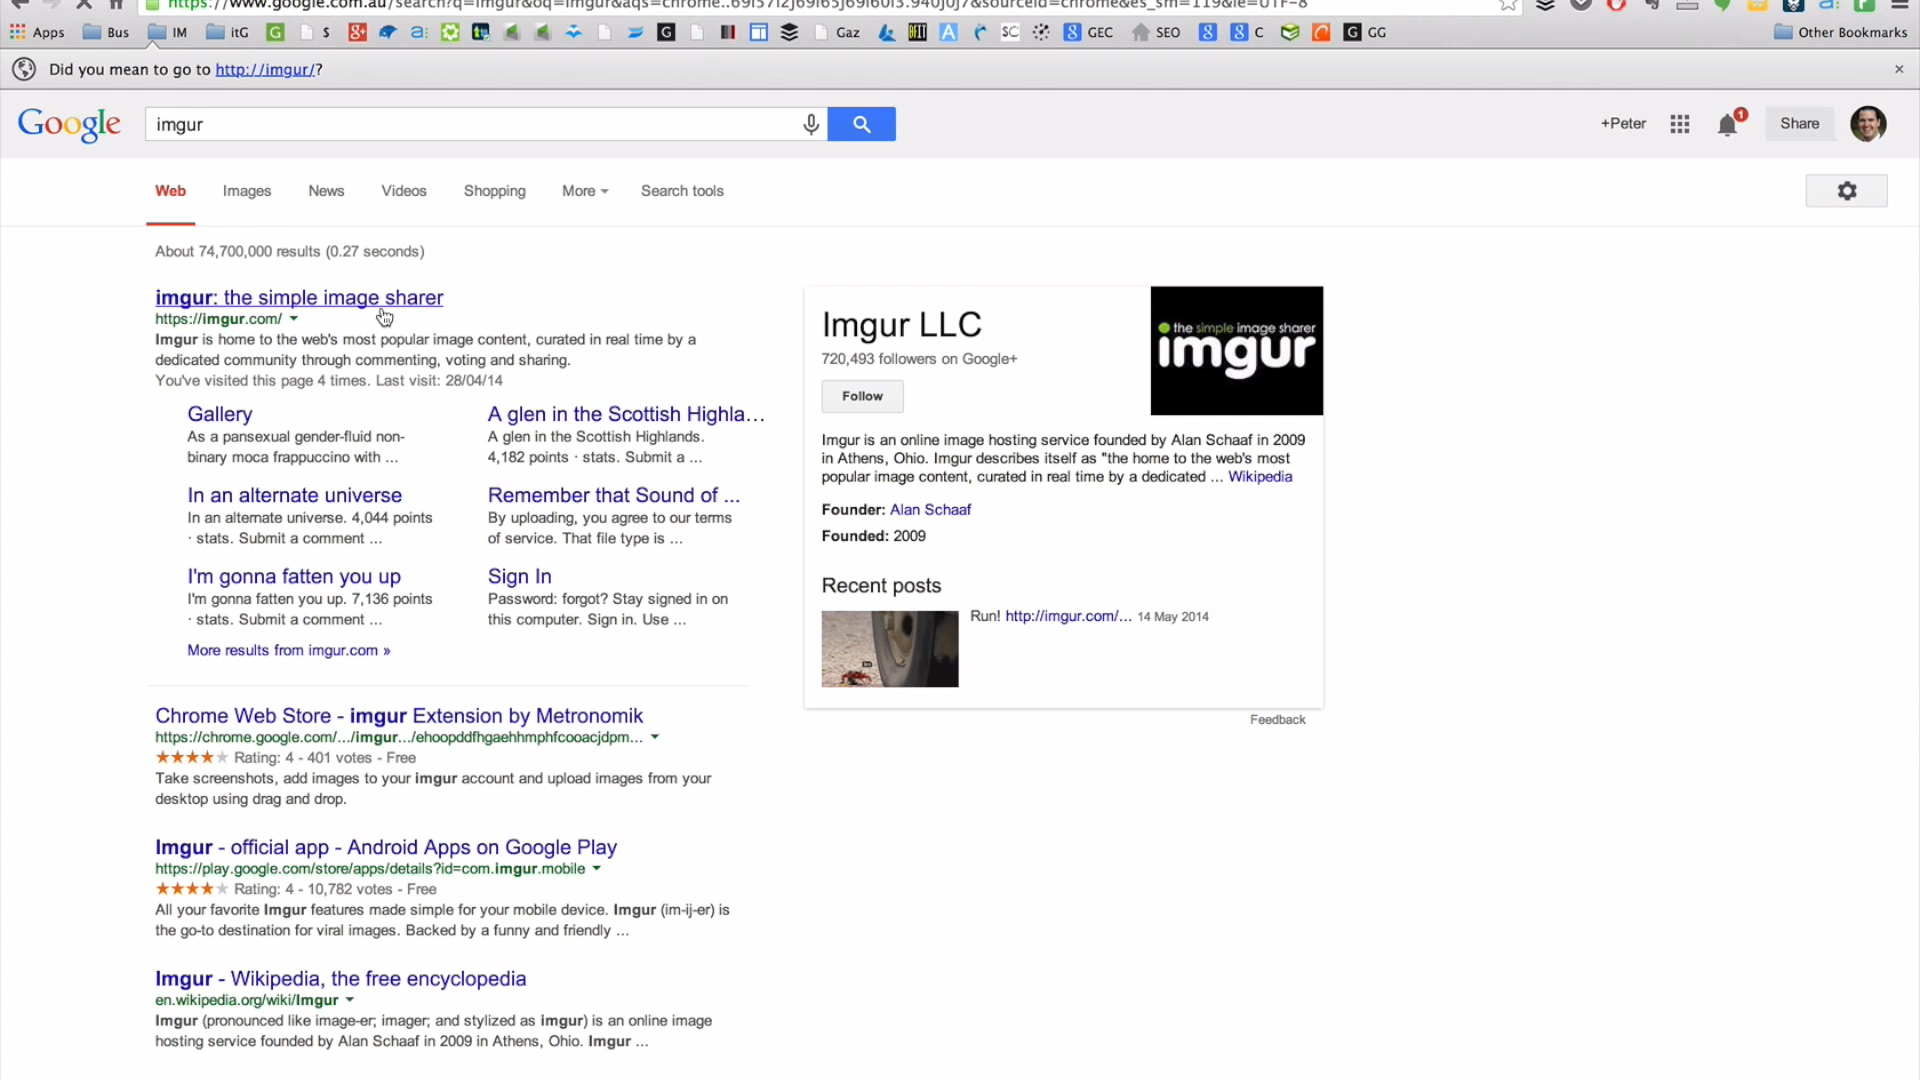 https://www.google.com.au/search?q=imgur&oq=imgur&aqs=chrome..69i57j2j69i65j69i60l3.940j0j7&sourceid=chrome&es_sm=119&ie=UTF-8
Apps Bus IM itG $ Gaz SC GEC SEO C GG Other Bookmarks
Did you mean to go to http://imgur/?
Google imgur +Peter 1 Share
Web Images News Videos Shopping More Search tools
About 74,700,000 results (0.27 seconds)
imgur: the simple image sharer
https://imgur.com/
Imgur is home to the web's most popular image content, curated in real time by a
dedicated community through commenting, voting and sharing.
You've visited this page 4 times. Last visit: 28/04/14
Gallery
As a pansexual gender-fluid non-
binary moca frappuccino with ...
A glen in the Scottish Highla...
A glen in the Scottish Highlands.
4,182 points · stats. Submit a ...
In an alternate universe
In an alternate universe. 4,044 points
· stats. Submit a comment ...
Remember that Sound of ...
By uploading, you agree to our terms
of service. That file type is ...
I'm gonna fatten you up
I'm gonna fatten you up. 7,136 points
· stats. Submit a comment ...
Sign In
Password: forgot? Stay signed in on
this computer. Sign in. Use ...
More results from imgur.com »
Chrome Web Store - imgur Extension by Metronomik
https://chrome.google.com/.../imgur.../ehoopddfhgaehhmphfcooacjdpm...
Rating: 4 - 401 votes - Free
Take screenshots, add images to your imgur account and upload images from your
desktop using drag and drop.
Imgur - official app - Android Apps on Google Play
https://play.google.com/store/apps/details?id=com.imgur.mobile
Rating: 4 - 10,782 votes - Free
All your favorite Imgur features made simple for your mobile device. Imgur (im-ij-er) is
the go-to destination for viral images. Backed by a funny and friendly ...
Imgur - Wikipedia, the free encyclopedia
en.wikipedia.org/wiki/Imgur
Imgur (pronounced like image-er; imager; and stylized as imgur) is an online image
hosting service founded by Alan Schaaf in 2009 in Athens, Ohio. Imgur ...
Imgur LLC
720,493 followers on Google+
Follow
the simple image sharer
imgur
Imgur is an online image hosting service founded by Alan Schaaf in 2009
in Athens, Ohio. Imgur describes itself as "the home to the web's most
popular image content, curated in real time by a dedicated ... Wikipedia
Founder: Alan Schaaf
Founded: 2009
Recent posts
Run! http://imgur.com/... 14 May 2014
Feedback